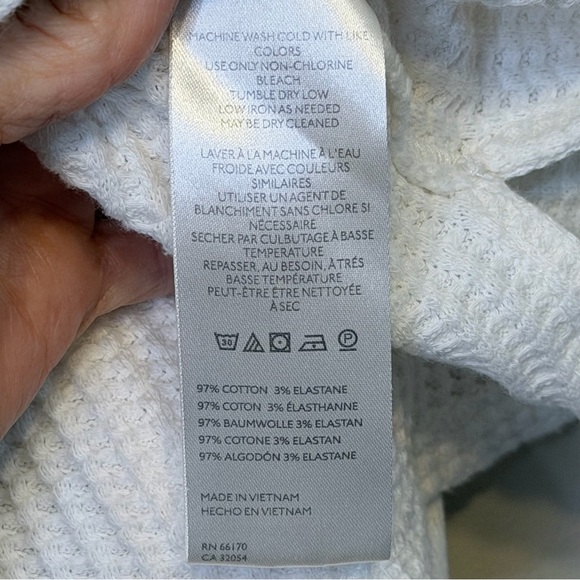 MACHINE WASH COLD WITH LIKE
COLORS
USE ONLY NON-CHLORINE
BLEACH
TUMBLE DRY LOW
LOW IRON AS NEEDED
MAY BE DRY CLEANED
LAVER À LA MACHINE À L'EAU
FROIDE AVEC COULEURS
SIMILAIRES
UTILISER UN AGENT DE
BLANCHIMENT SANS CHLORE SI
NÉCESSAIRE
SECHER PAR CULBUTAGE À BASSE
TEMPERATURE
REPASSER, AU BESOIN, À TRÉS
BASSE TEMPÉRATURE
PEUT-ÊTRE ÊTRE NETTOYÉE
À SEC
30 P
97% COTTON 3% ELASTANE
97% COTON 3% ÉLASTHANNE
97% BAUMWOLLE 3% ELASTAN
97% COTONE 3% ELASTAN
97% ALGODÓN 3% ELASTANE
MADE IN VIETNAM
HECHO EN VIETNAM
RN 66170
CA 32054